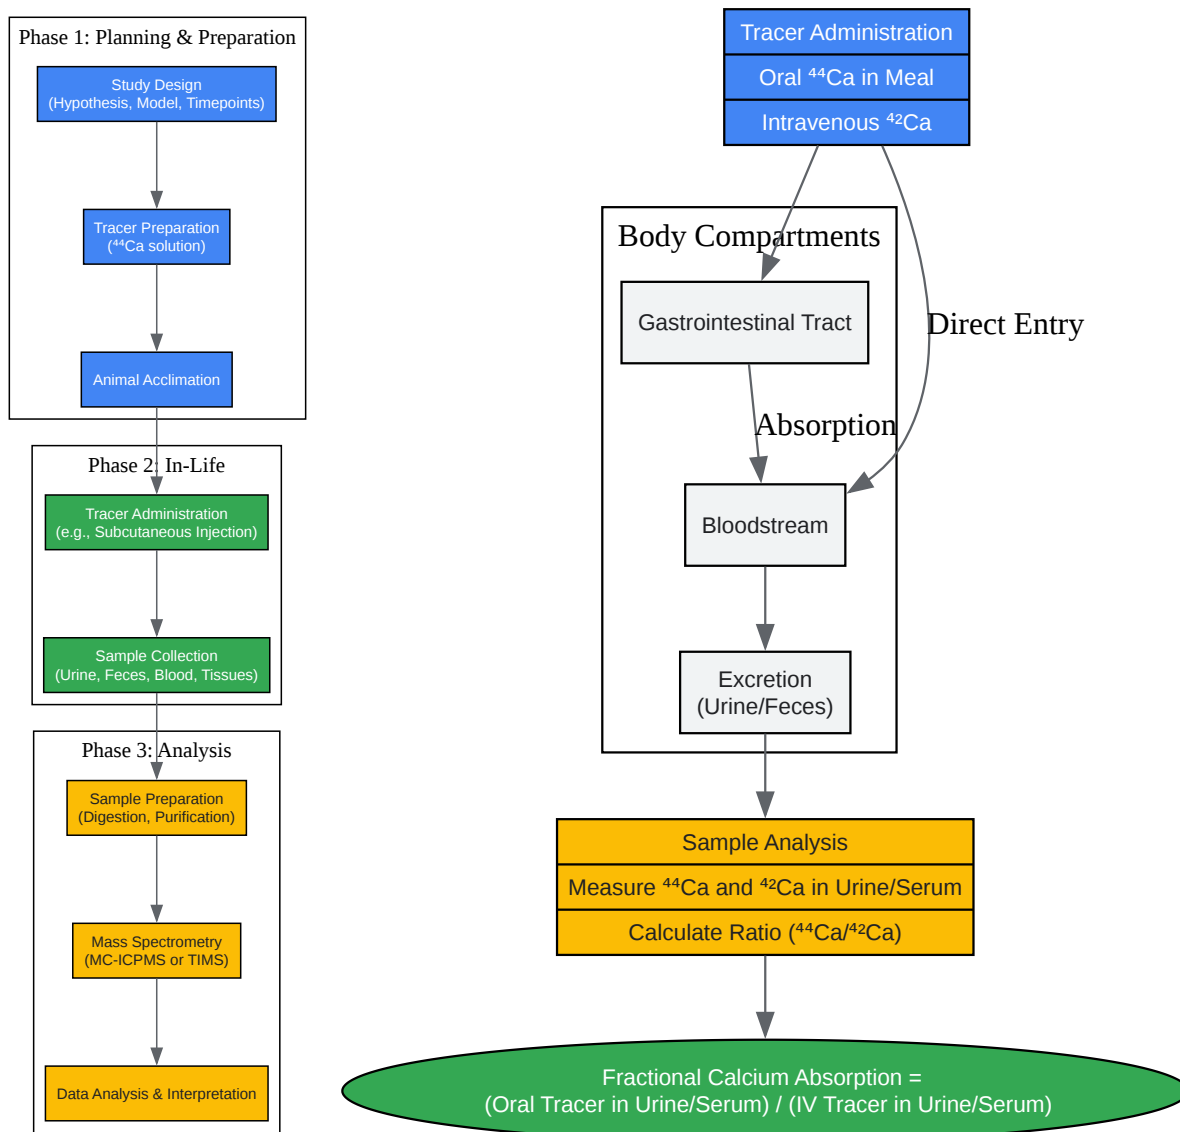 Phase 1: Planning & Preparation
Study Design
(Hypothesis, Model, Timepoints)
Tracer Preparation
(⁴⁴Ca solution)
Animal Acclimation
Phase 2: In-Life
Tracer Administration
(e.g., Subcutaneous Injection)
Sample Collection
(Urine, Feces, Blood, Tissues)
Phase 3: Analysis
Sample Preparation
(Digestion, Purification)
Mass Spectrometry
(MC-ICPMS or TIMS)
Data Analysis & Interpretation
Tracer Administration
Oral ⁴⁴Ca in Meal
Intravenous ⁴²Ca
Body Compartments
Gastrointestinal Tract
Direct Entry
Absorption
Bloodstream
Excretion
(Urine/Feces)
Sample Analysis
Measure ⁴⁴Ca and ⁴²Ca in Urine/Serum
Calculate Ratio (⁴⁴Ca/⁴²Ca)
Fractional Calcium Absorption =
(Oral Tracer in Urine/Serum) / (IV Tracer in Urine/Serum)